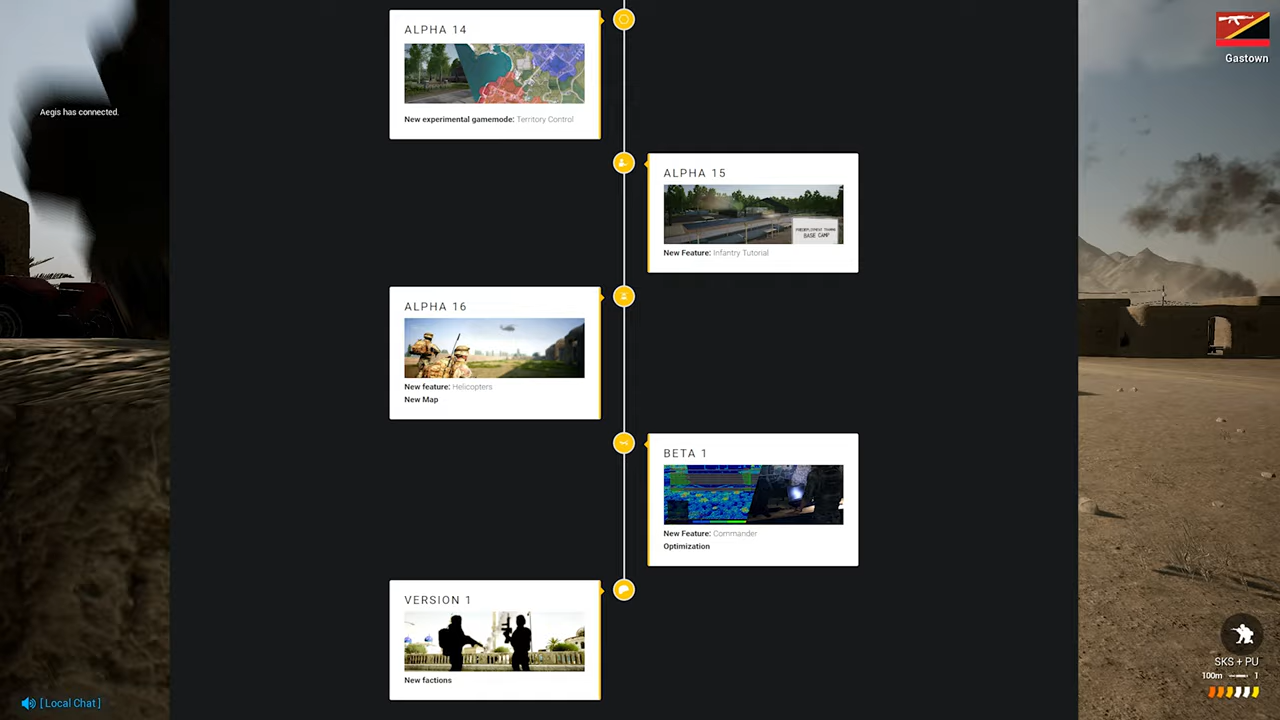 ALPHA 14
New experimental gamemode: Territory Control
Gastown
Aegis has connected.
ALPHA 15
BASE CAMP
New Feature: Infantry Tutorial
ALPHA 16
New feature: Helicopters
New Map
BETA 1
New Feature: Commander
Optimization
VERSION 1
New factions
SKS + PU
100m 1
[ Local Chat ]